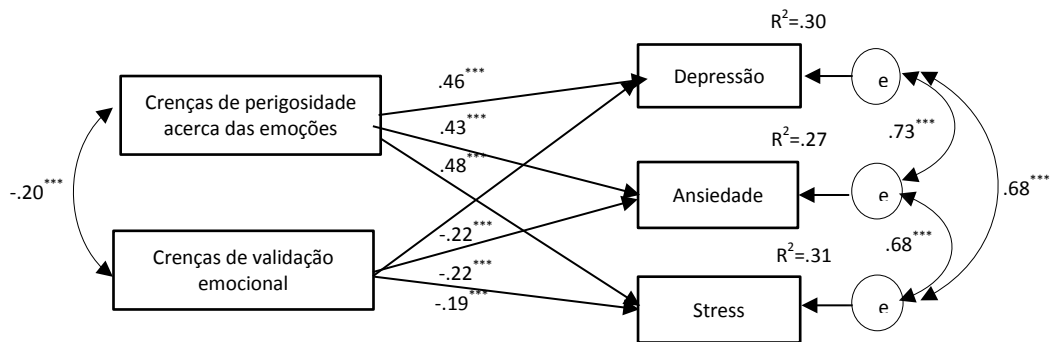 R²=.30
Depressão
e
.46***
Crenças de perigosidade
acerca das emoções
.43***
.73***
R²=.27
.48***
-.20***
Ansiedade
e
.68***
-.22***
.68***
Crenças de validação
emocional
R²=.31
-.22***
-.19***
Stress
e